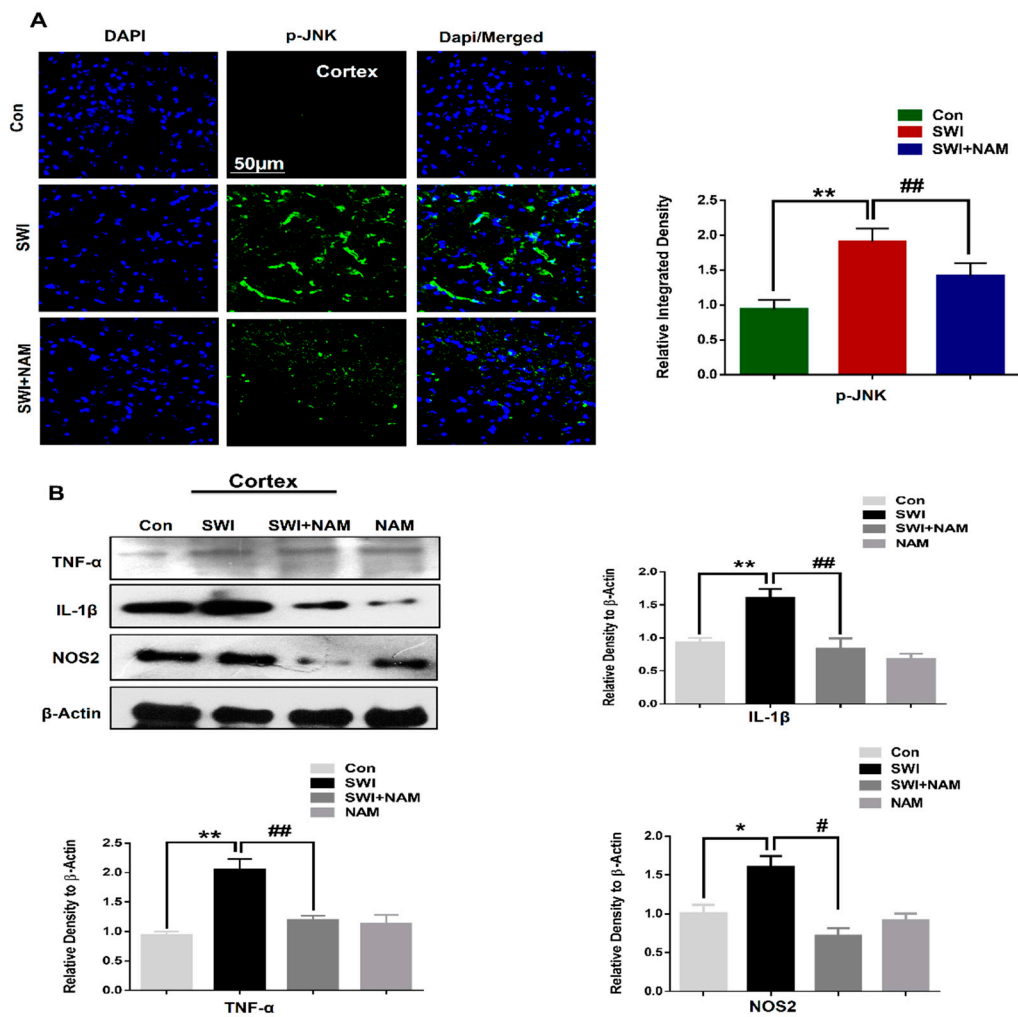 A
DAPI
p-JNK
Dapi/Merged
Con
Cortex
50μm
SWI
SWI+NAM
Con
SWI
SWI+NAM
Relative Integrated Density
2.5
2.0
1.5
1.0
0.5
0.0
**
##
p-JNK
B
Cortex
Con
SWI
SWI+NAM
NAM
TNF-α
IL-1β
NOS2
β-Actin
Con
SWI
SWI+NAM
NAM
Relative Density to β-Actin
2.0
1.5
1.0
0.5
0.0
**
##
IL-1β
Con
SWI
SWI+NAM
NAM
Relative Density to β-Actin
2.5
2.0
1.5
1.0
0.5
0.0
**
##
TNF-α
Con
SWI
SWI+NAM
NAM
Relative Density to β-Actin
2.0
1.5
1.0
0.5
0.0
*
#
NOS2